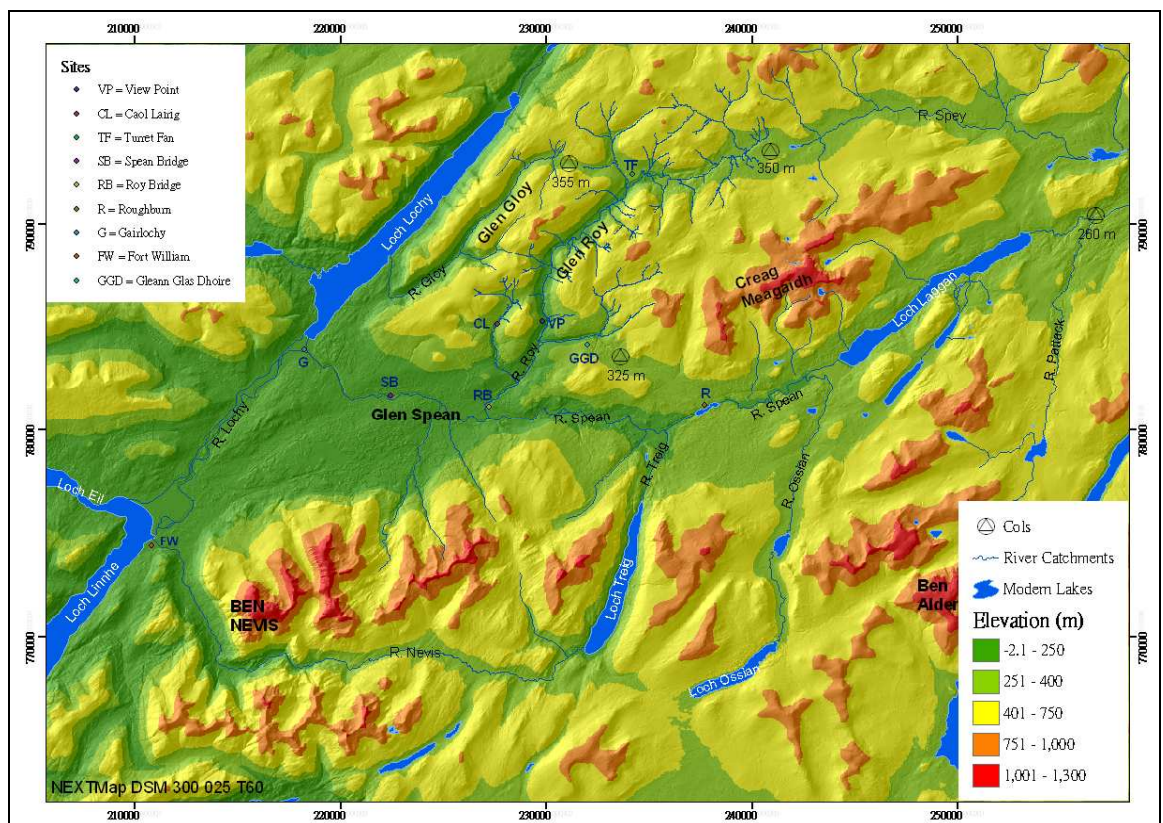 210000
220000
230000
240000
250000
Sites
VP = View Point
CL = Caol Lairig
TF = Turret Fan
SB = Spean Bridge
RB = Roy Bridge
R = Roughburn
G = Gairlochy
FW = Fort William
GGD = Gleann Glas Dhoire
R. Spey
TF
350 m
355 m
Glen Gloy
Loch Lochy
790000
790000
Glen Roy
260 m
R. Gloy
Creag
Meagaidh
Loch Laggan
CL
VP
R. Pattack
G
GGD
R. Roy
325 m
SB
RB
R
Glen Spean
R. Spean
R. Spean
R. Lochy
780000
780000
R. Treig
R. Ossian
Loch Eil
FW
Cols
River Catchments
Modern Lakes
Loch Linnhe
BEN
NEVIS
Loch Treig
Ben
Alder
Elevation (m)
-2.1 - 250
770000
770000
R. Nevis
251 - 400
Loch Ossian
401 - 750
751 - 1,000
1,001 - 1,300
NEXTMap DSM 300 025 T60
210000
220000
230000
240000
250000